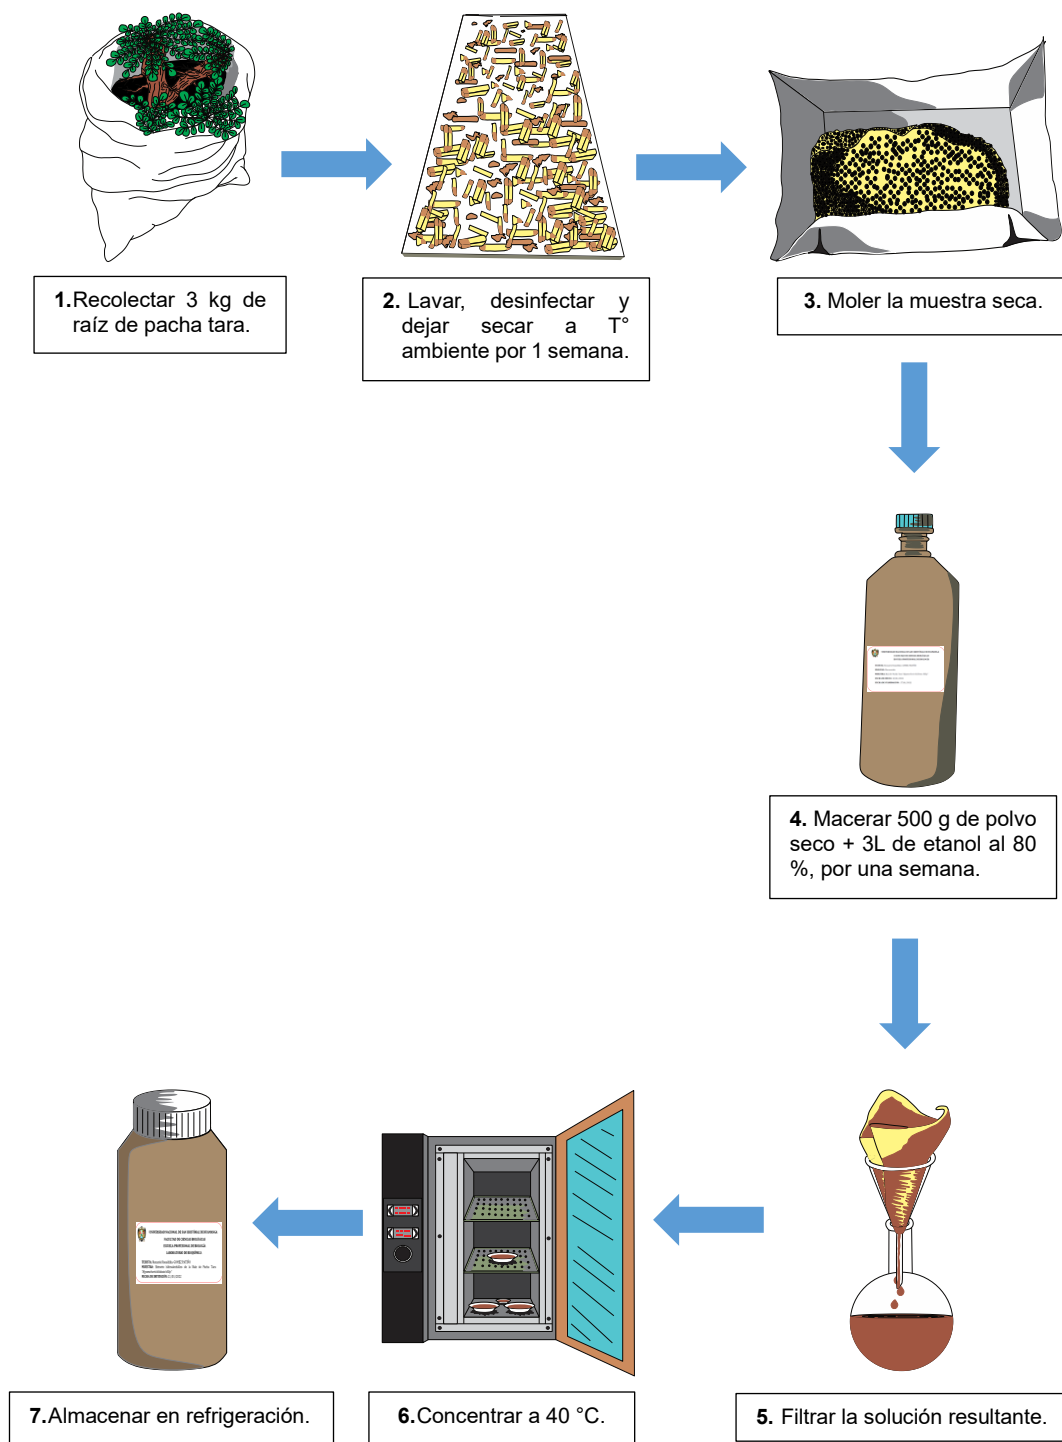 1.Recolectar 3 kg de
raíz de pacha tara.
2. Lavar, desinfectar y
dejar secar a T°
ambiente por 1 semana.
3. Moler la muestra seca.
4. Macerar 500 g de polvo
seco + 3L de etanol al 80
%, por una semana.
5. Filtrar la solución resultante.
6.Concentrar a 40 °C.
7.Almacenar en refrigeración.